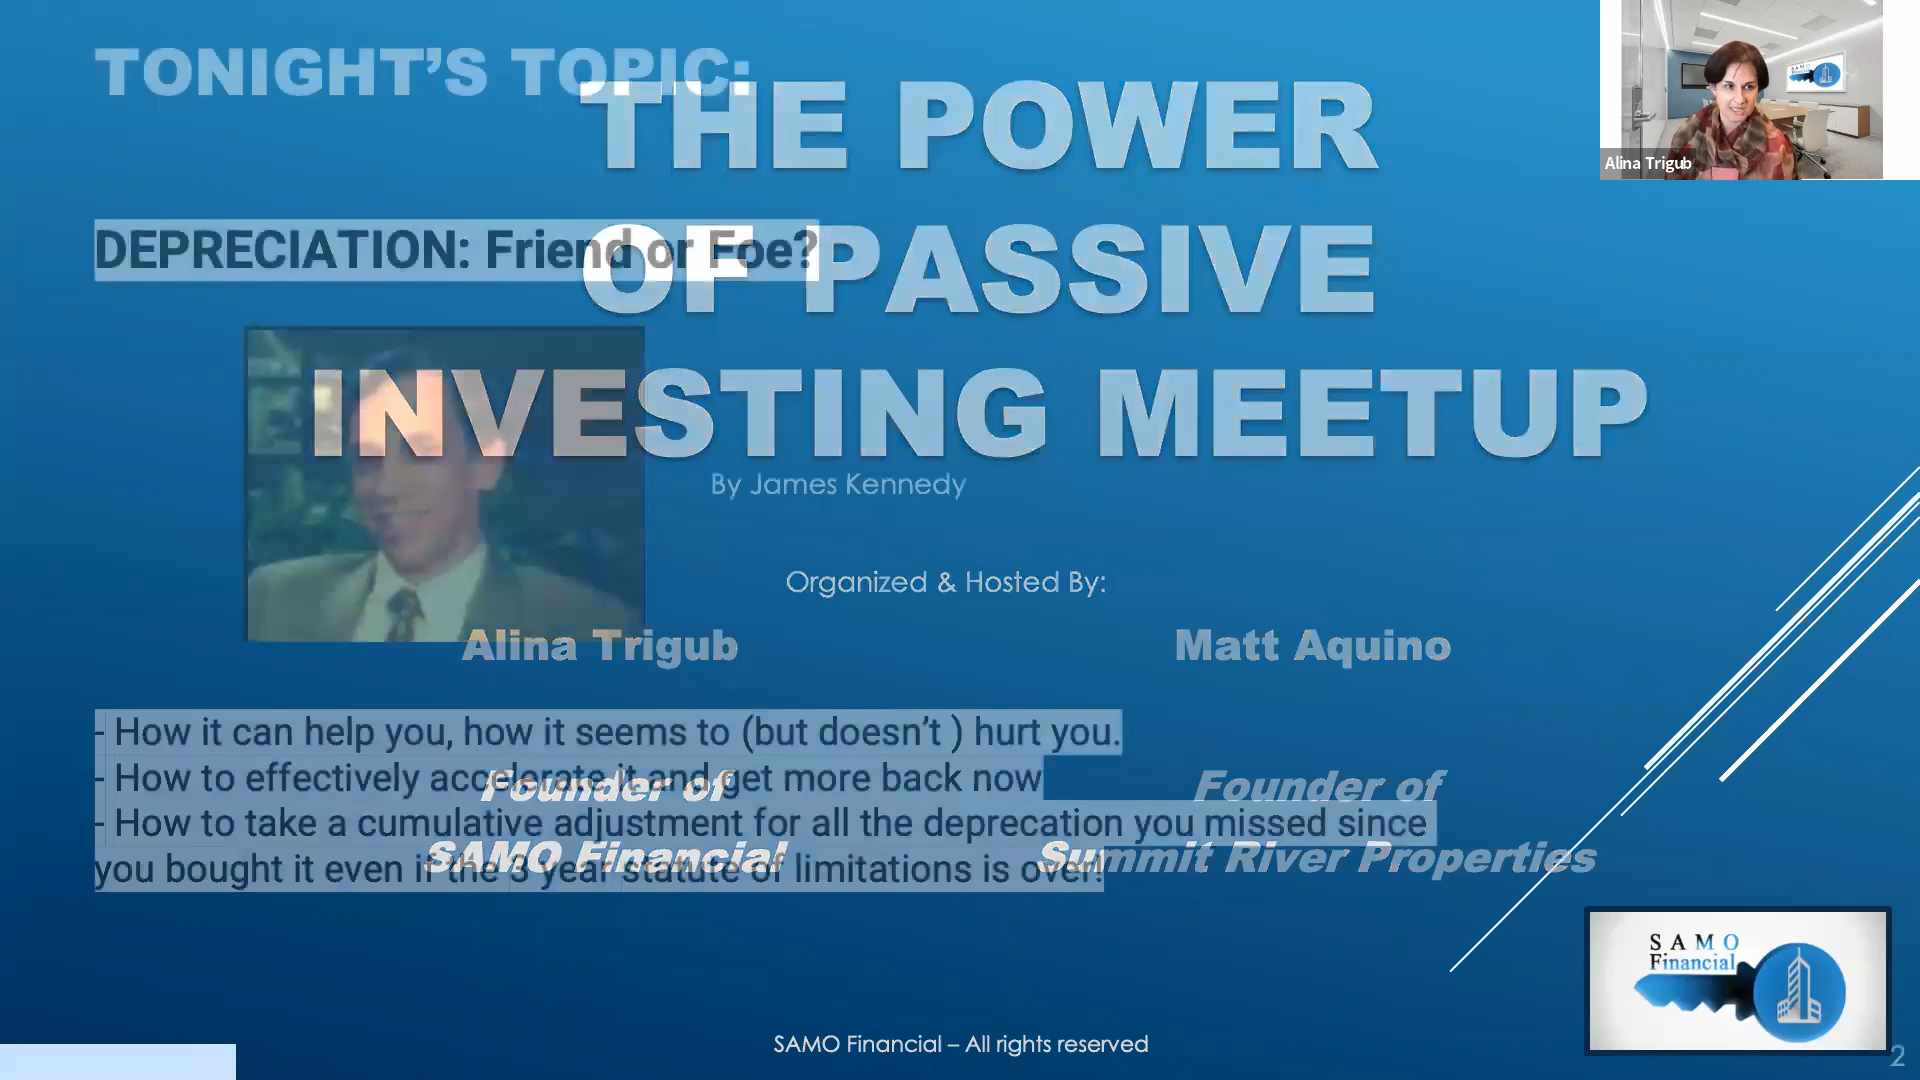 TONIGHT'S TOPIC:
THE POWER
OF PASSIVE
INVESTING MEETUP
DEPRECIATION: Friend or Foe?
By James Kennedy
Organized & Hosted By:
Alina Trigub
Matt Aquino
Founder of
SAMO Financial
Founder of
Summit River Properties
- How it can help you, how it seems to (but doesn't ) hurt you.
- How to effectively accelerate it and get more back now
- How to take a cumulative adjustment for all the deprecation you missed since
you bought it even if the 3 year statute of limitations is over!
SAMO Financial – All rights reserved
SAMO
Financial
2
Alina Trigub
SAMO